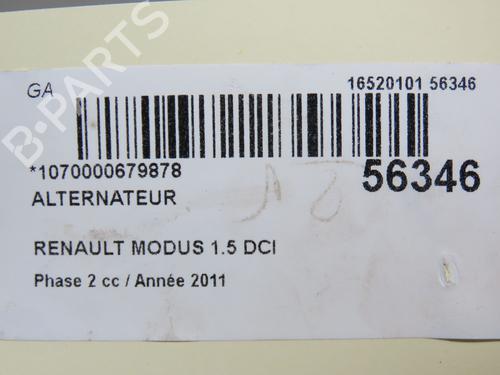 GA
16520101 56346
*1070000679878
56346
ALTERNATEUR
RENAULT MODUS 1.5 DCI
Phase 2 cc / Année 2011
B-PARTS